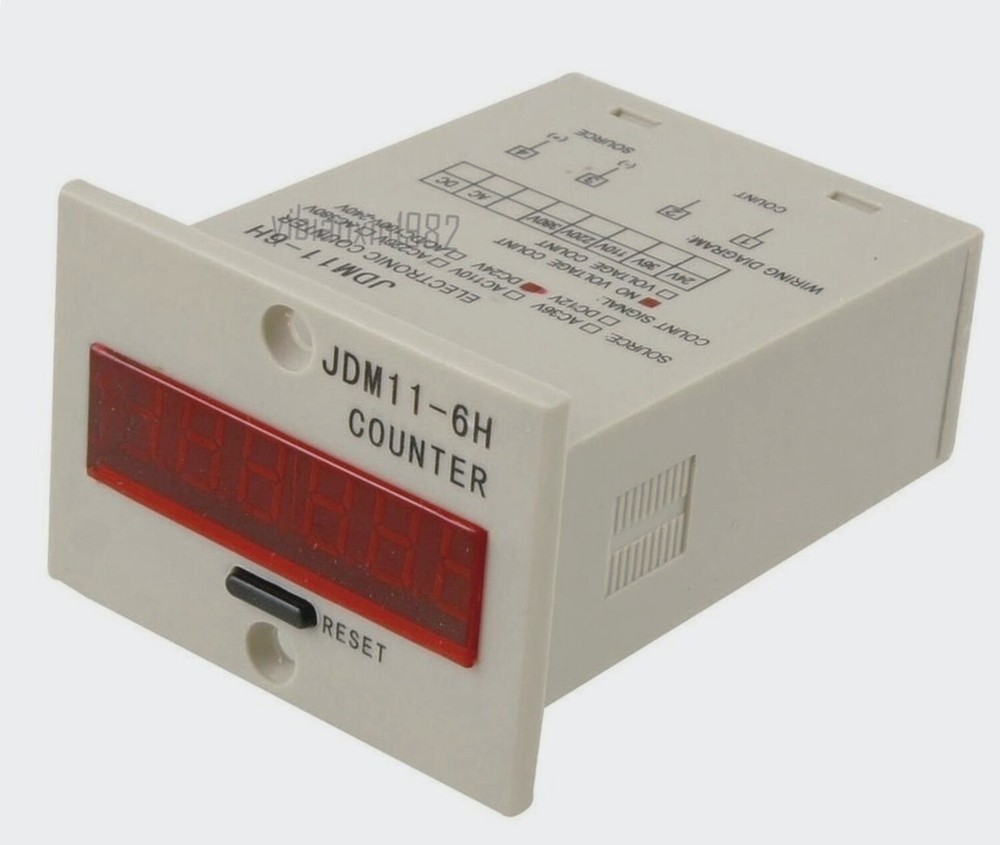 JDM11-6H
COUNTER
RESET
JDM11-6H
ELECTRONIC COUNTER
SOURCE: □ AC36V □ AC110V □ AC220V □ AC380V
□ DC12V ■ DC24V
COUNT SIGNAL:
■ NO VOLTAGE COUNT
□ VOLTAGE COUNT
24V 36V 110V 220V 380V
AC DC
WIRING DIAGRAM:
1 2 3 4
COUNT
(-) (+)
SOURCE